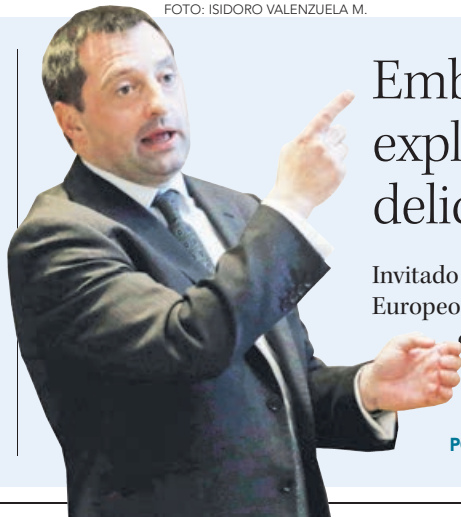 FOTO: ISIDORO VALENZUELA M.
Emb
expl
delic
Invitado
Europeo